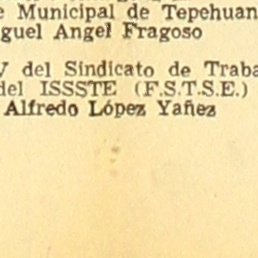 e Municipal de Tepehuan
guel Angel Fragoso
V del Sindicato de Traba
del ISSSTE (F.S.T.S.E.)
Alfredo López Yañez